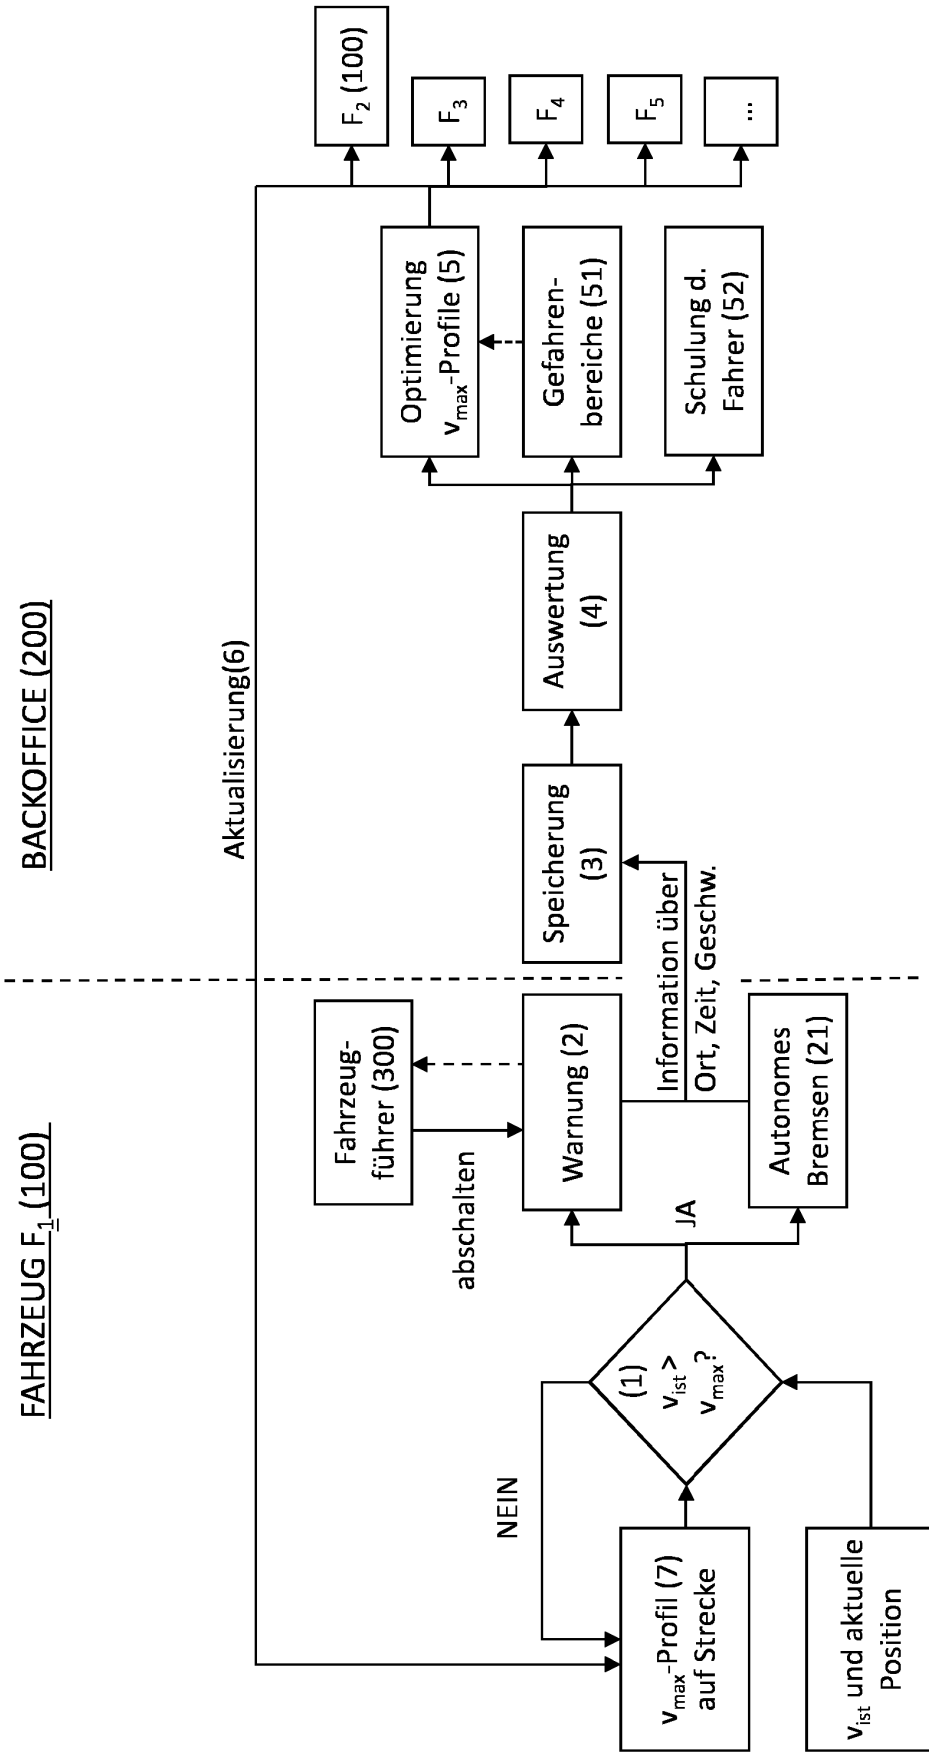 FAHRZEUG F1 (100)
BACKOFFICE (200)
Aktualisierung(6)
NEIN
vmax-Profil (7)
auf Strecke
vist und aktuelle
Position
(1)
vist>
vmax?
JA
abschalten
Fahrzeug-
führer (300)
Warnung (2)
Autonomes
Bremsen (21)
Information über
Ort, Zeit, Geschw.
Speicherung
(3)
Auswertung
(4)
Optimierung
vmax-Profile (5)
Gefahren-
bereiche (51)
Schulung d.
Fahrer (52)
F2 (100)
F3
F4
F5
...